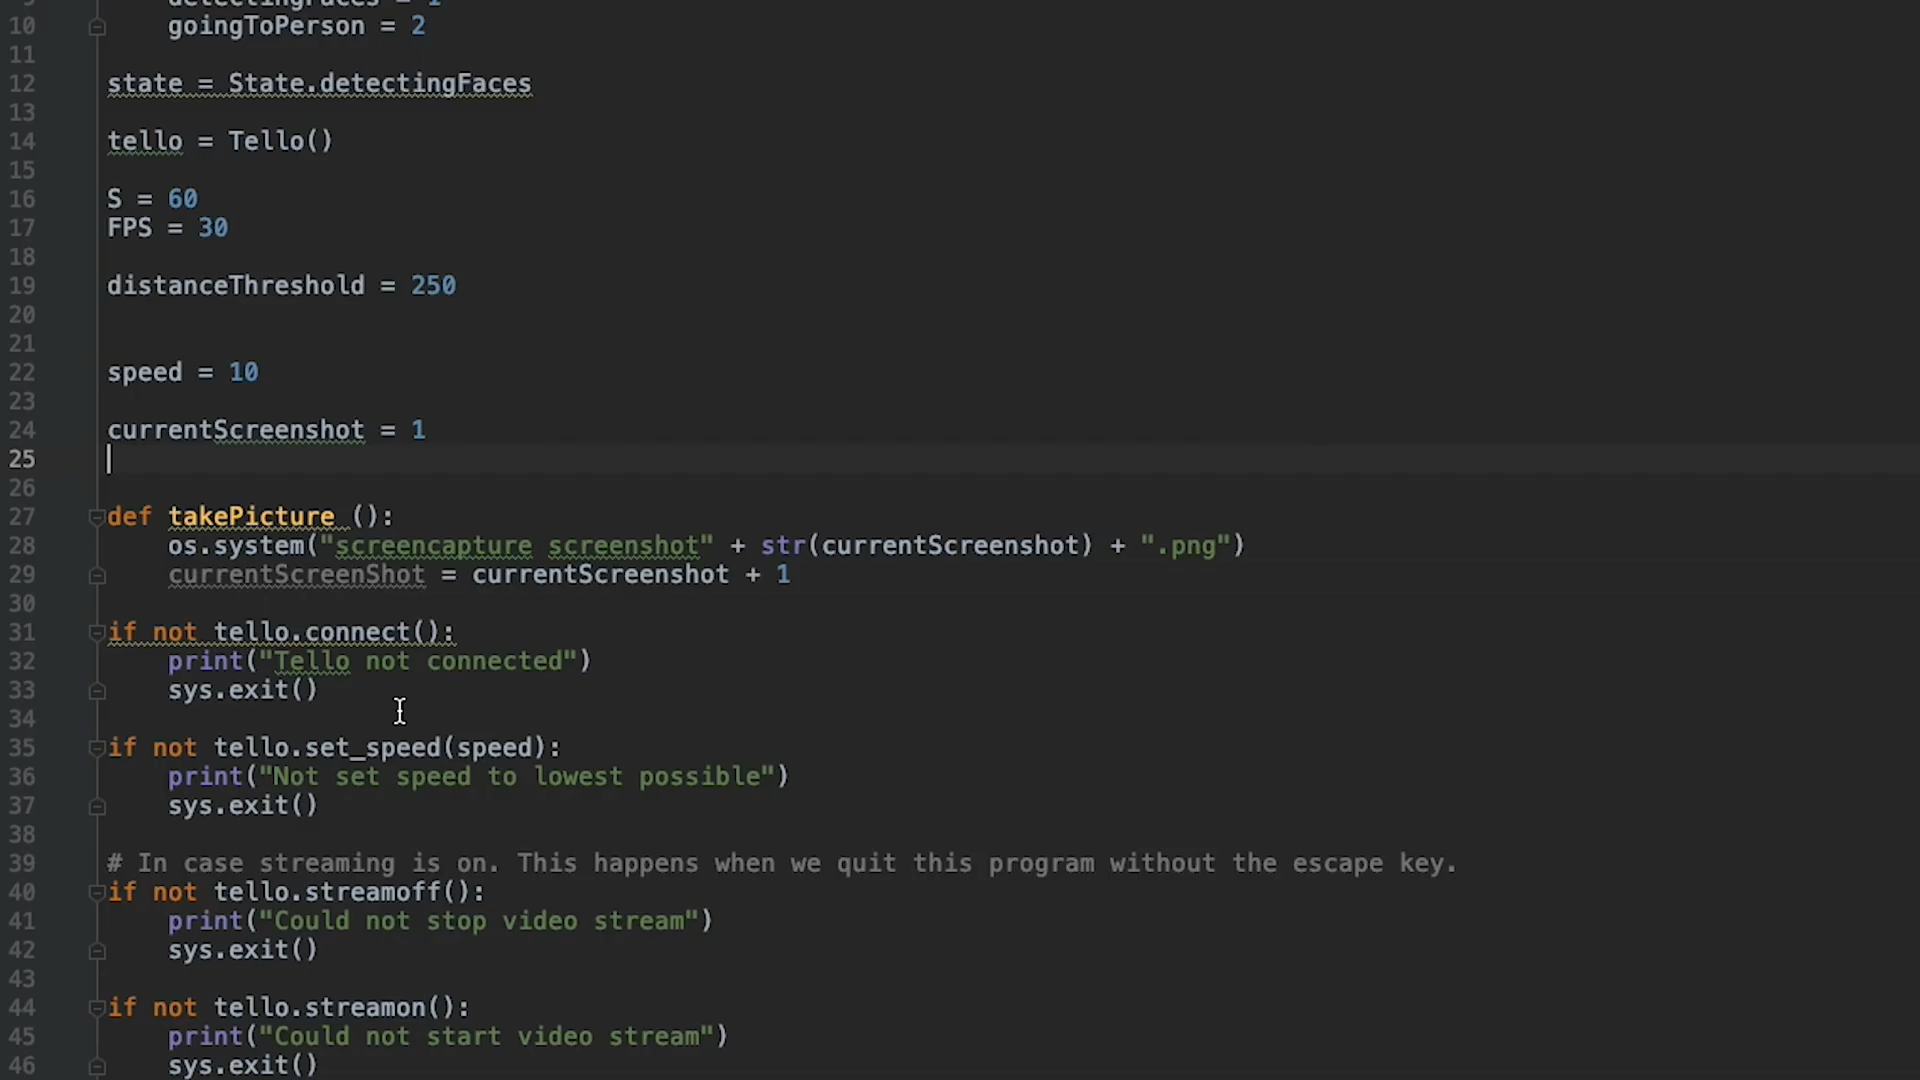 9 detectingFaces = 1
10 goingToPerson = 2
11
12 state = State.detectingFaces
13
14 tello = Tello()
15
16 S = 60
17 FPS = 30
18
19 distanceThreshold = 250
20
21
22 speed = 10
23
24 currentScreenshot = 1
25
26
27 def takePicture ():
28 os.system("screencapture screenshot" + str(currentScreenshot) + ".png")
29 currentScreenShot = currentScreenshot + 1
30
31 if not tello.connect():
32 print("Tello not connected")
33 sys.exit()
34
35 if not tello.set_speed(speed):
36 print("Not set speed to lowest possible")
37 sys.exit()
38
39 # In case streaming is on. This happens when we quit this program without the escape key.
40 if not tello.streamoff():
41 print("Could not stop video stream")
42 sys.exit()
43
44 if not tello.streamon():
45 print("Could not start video stream")
46 sys.exit()